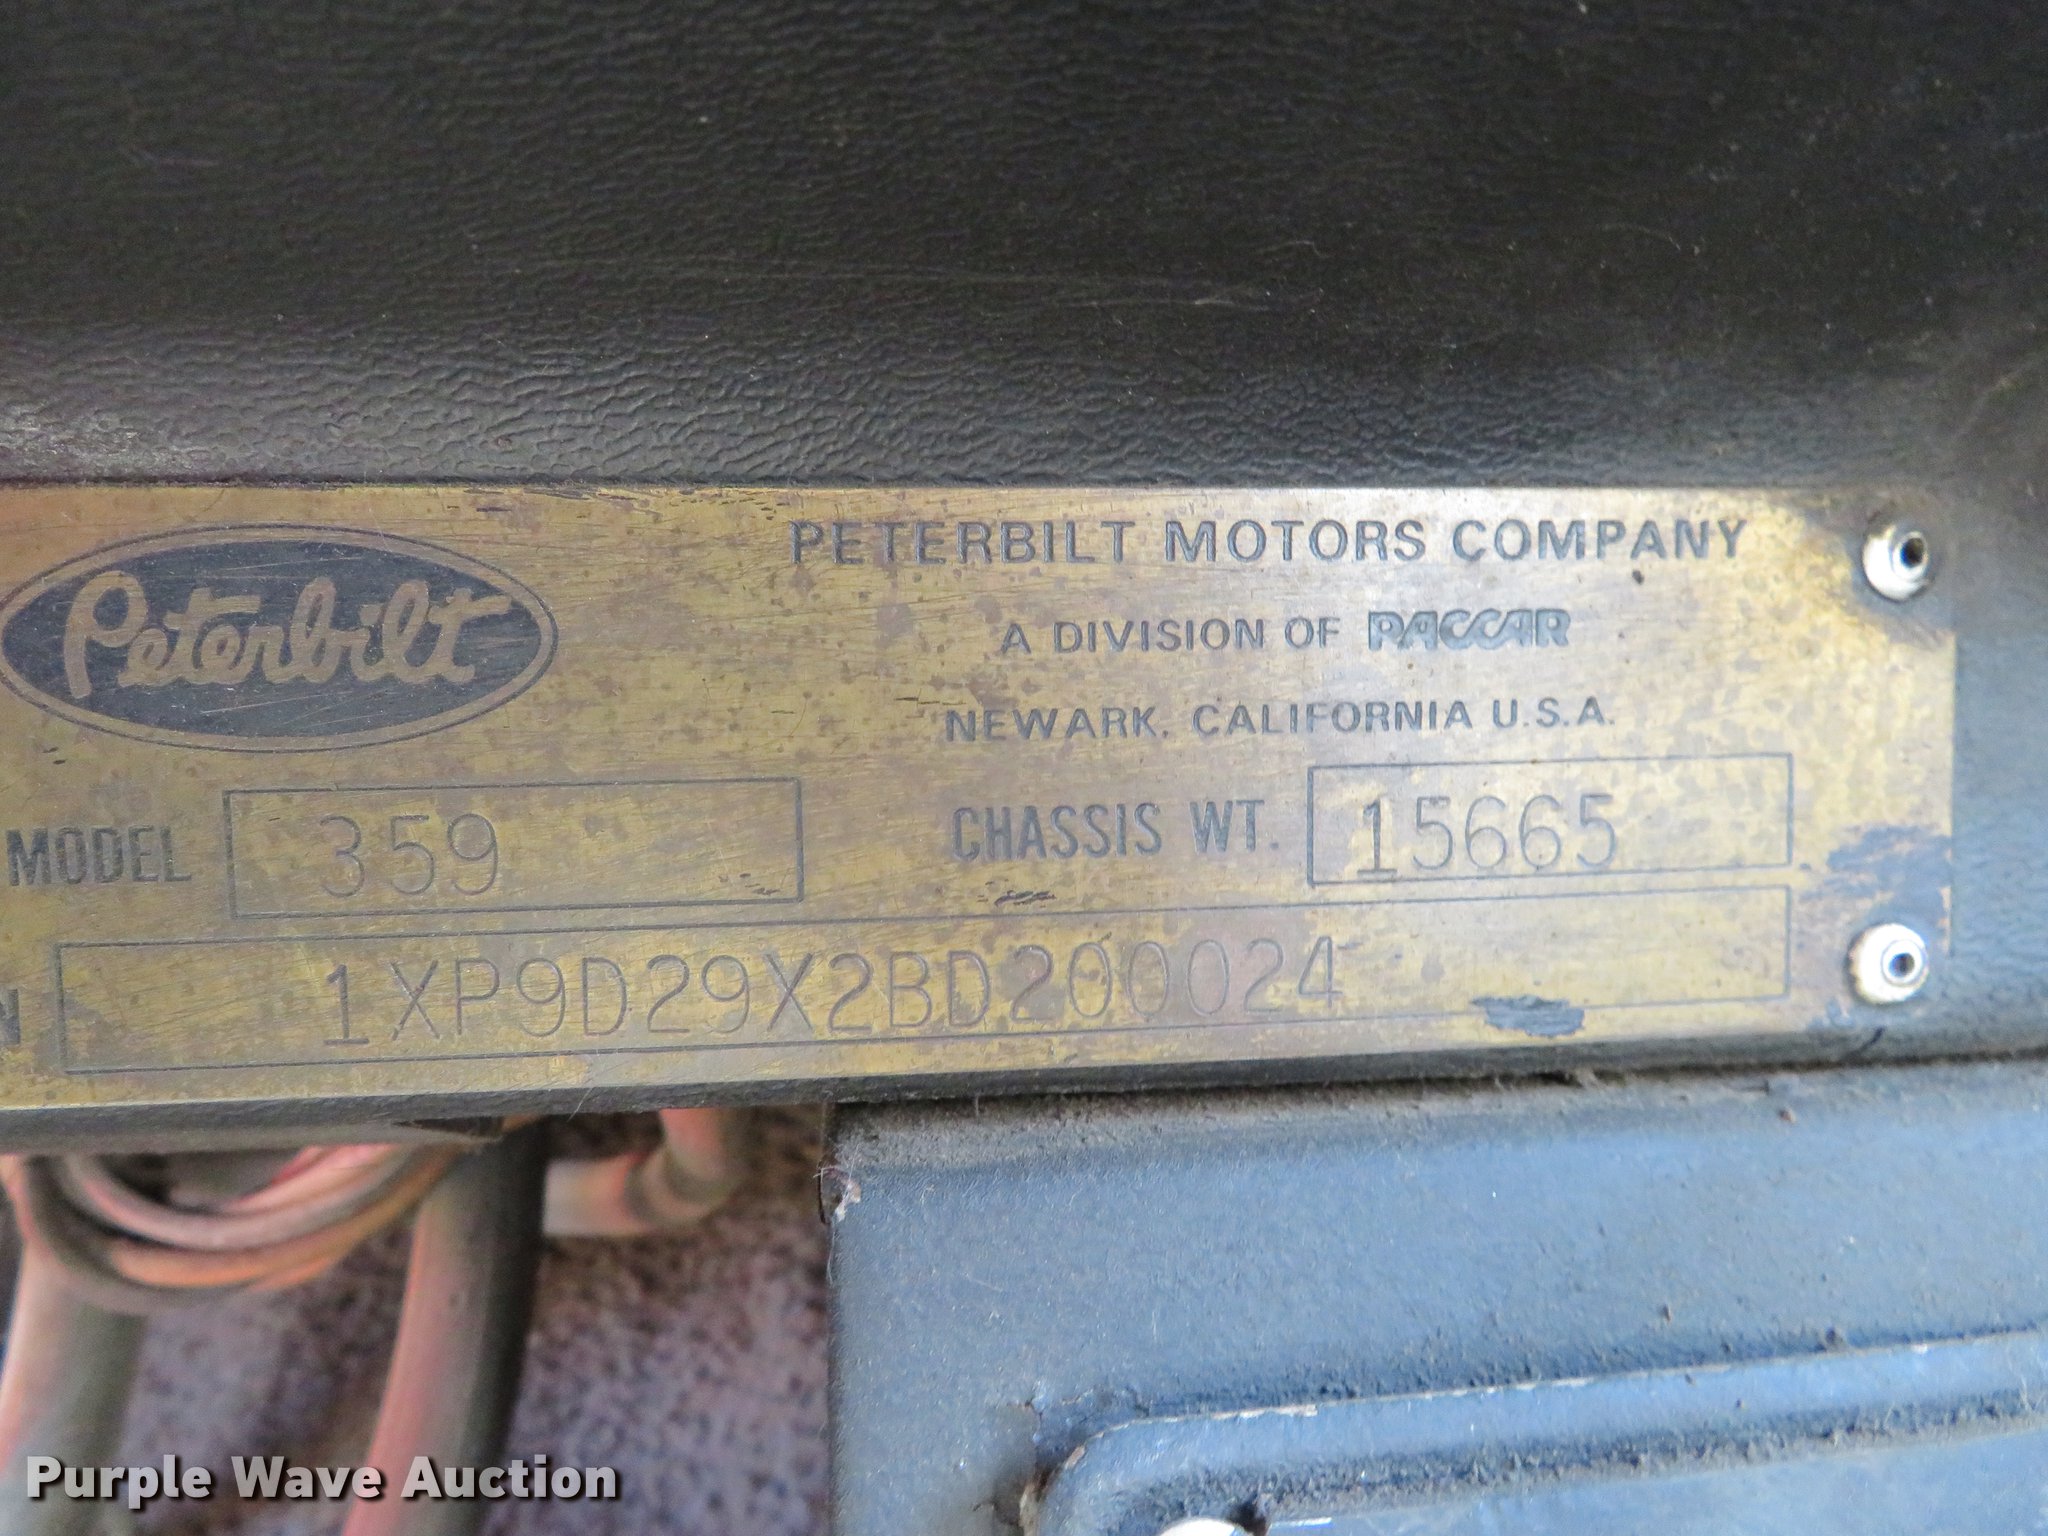 Peterbilt
PETERBILT MOTORS COMPANY
A DIVISION OF PACCAR
NEWARK, CALIFORNIA U.S.A.
MODEL 359 CHASSIS WT. 15665
N 1XP9D29X2BD200024
Purple Wave Auction